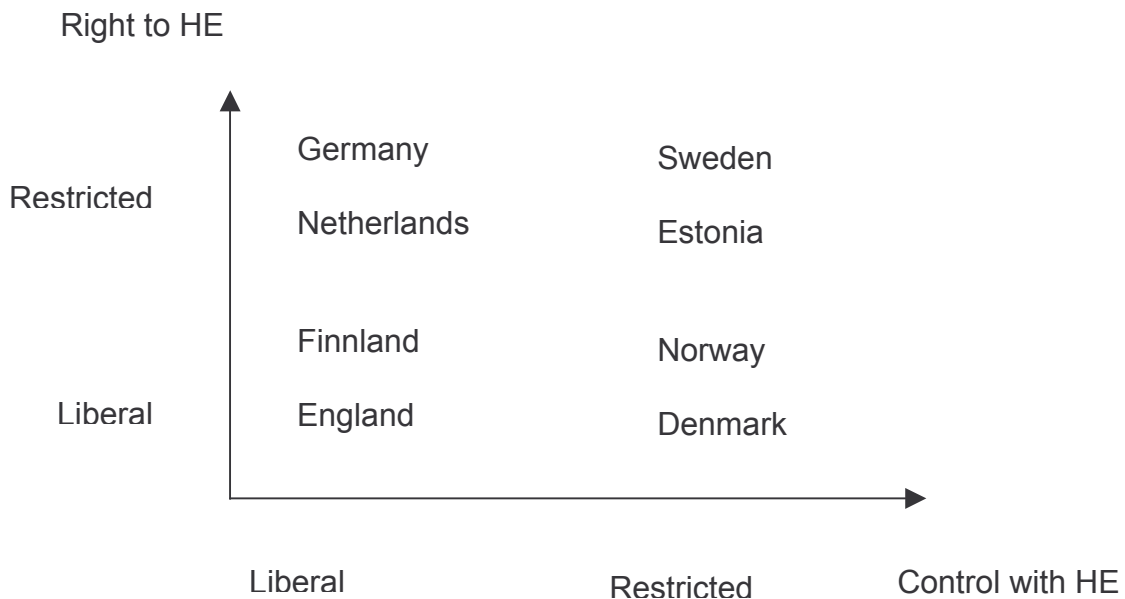 Right to HE
Germany
Sweden
Restricted
Netherlands
Estonia
Finnland
Norway
Liberal
England
Denmark
Liberal
Restricted
Control with HE